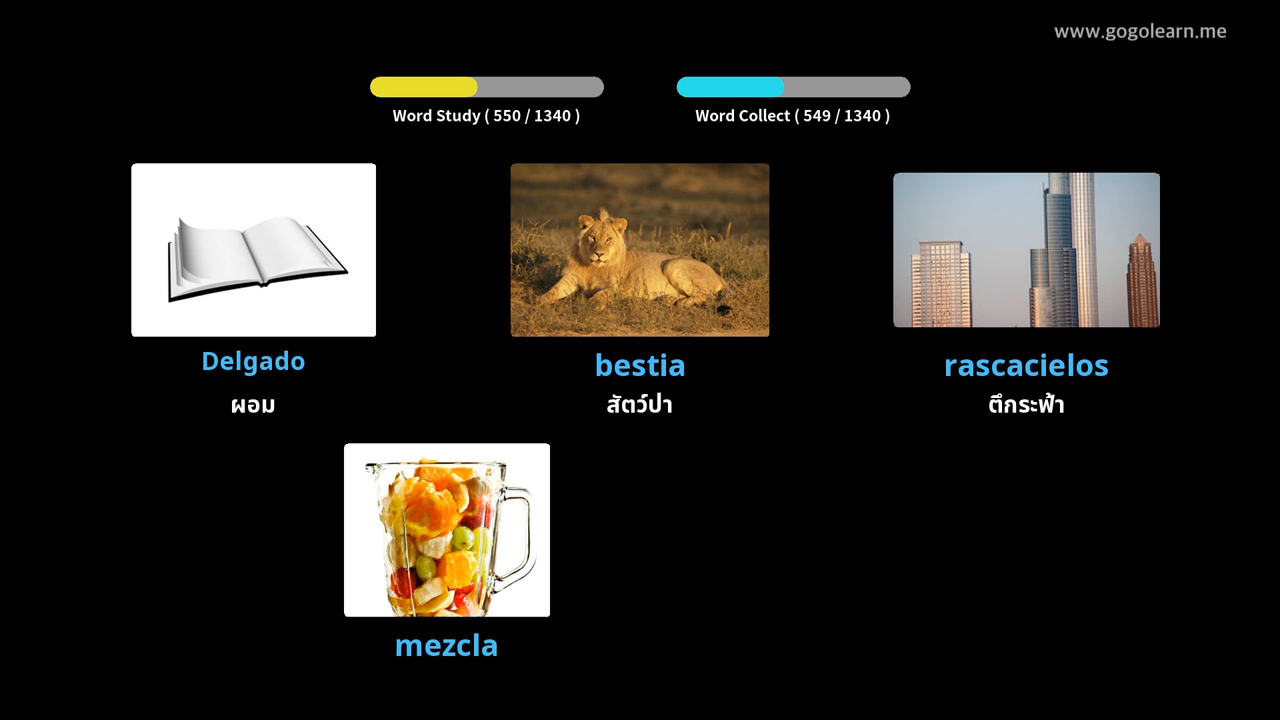 www.gogolearn.me
Word Study ( 550 / 1340 )
Word Collect ( 549 / 1340 )
Delgado
ผอม
bestia
สัตว์ป่า
rascacielos
ตึกระฟ้า
mezcla